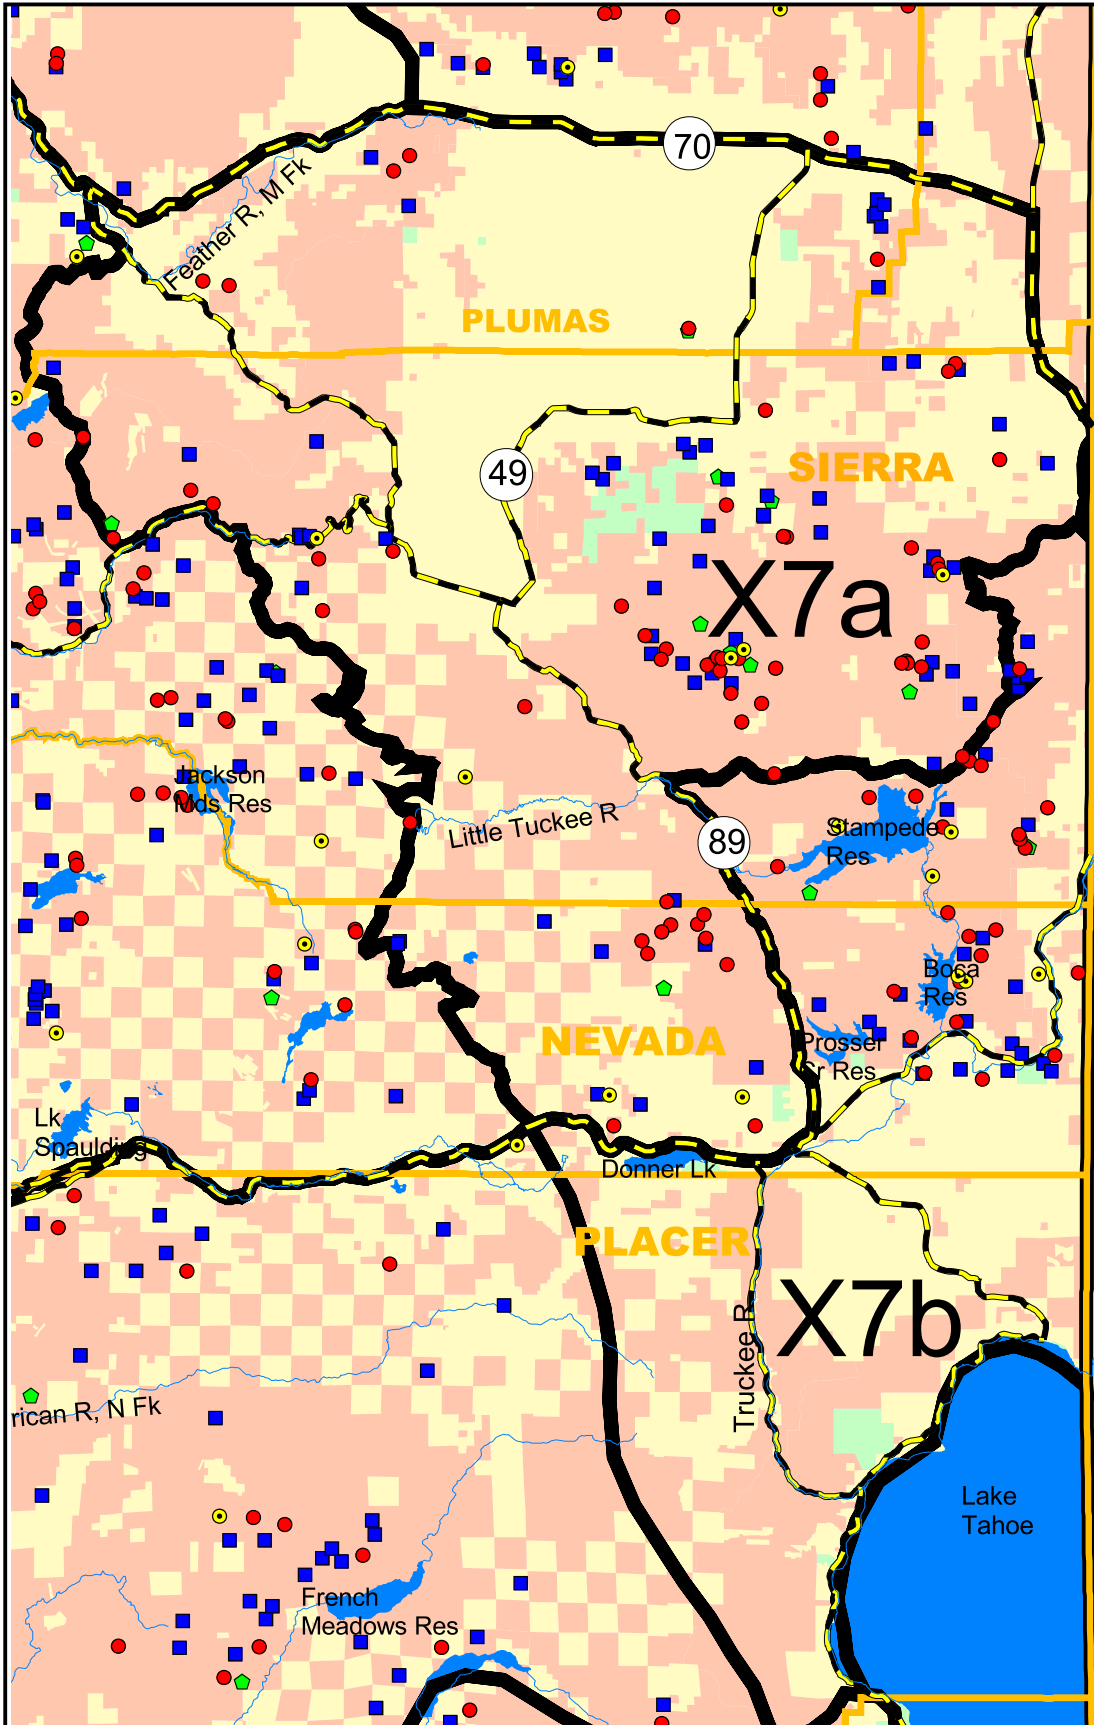 70
Feather R, M Fk
PLUMAS
SIERRA
49
X7a
Jackson
Mds Res
Little Tuckee R
89
Stampede
Res
Boca
Res
NEVADA
Prosser
Cr Res
Lk
Spaulding
Donner Lk
PLACER
X7b
Truckee R
rican R, N Fk
Lake
Tahoe
French
Meadows Res